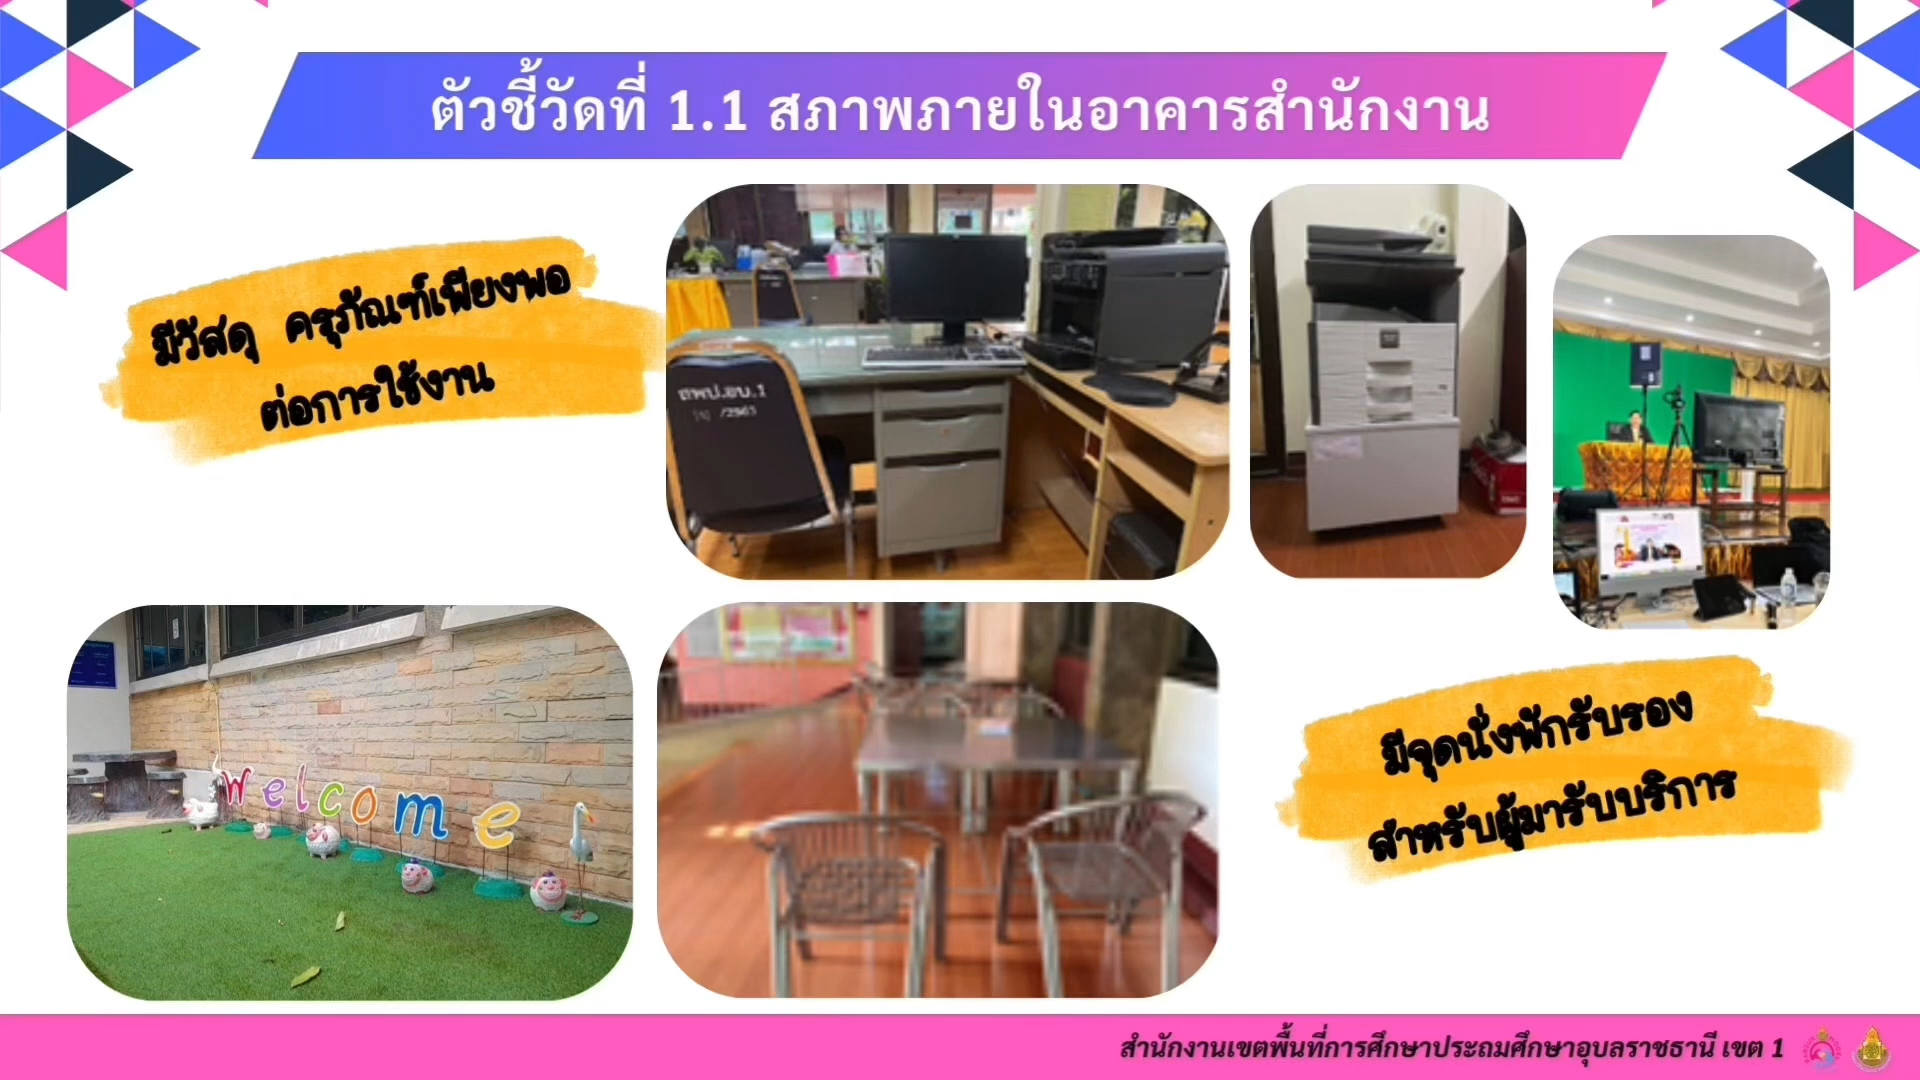 ตัวชี้วัดที่ 1.1 สภาพภายในอาคารสำนักงาน
มีวัสดุ ครุภัณฑ์เพียงพอ
ต่อการใช้งาน
สพป.อบ.1
Welcome
มีจุดนั่งพักรับรอง
สำหรับผู้มารับบริการ
สำนักงานเขตพื้นที่การศึกษาประถมศึกษาอุบลราชธานี เขต 1